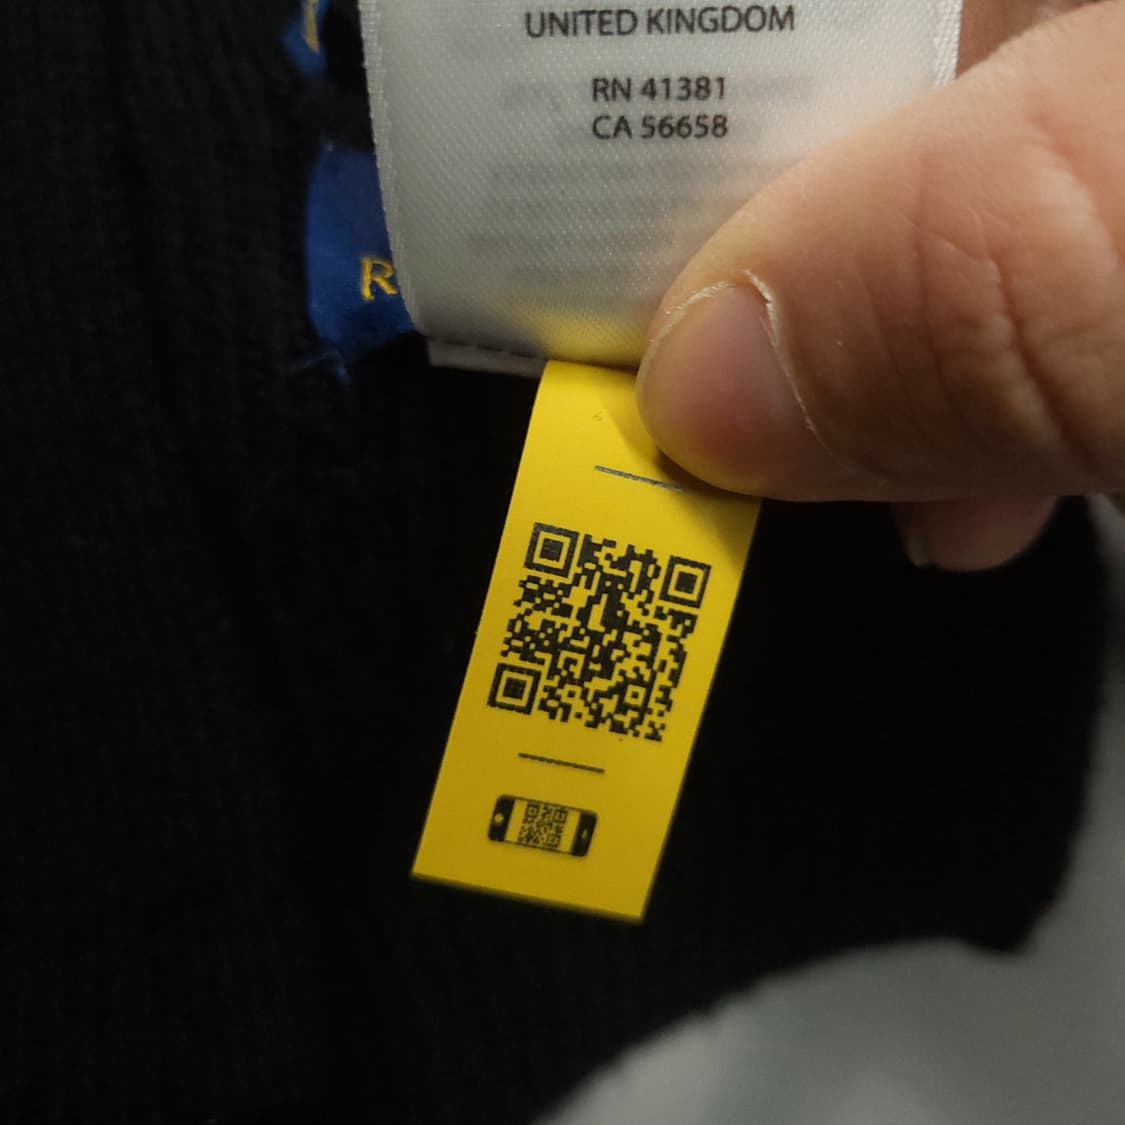 UNITED KINGDOM
RN 41381
CA 56658
R